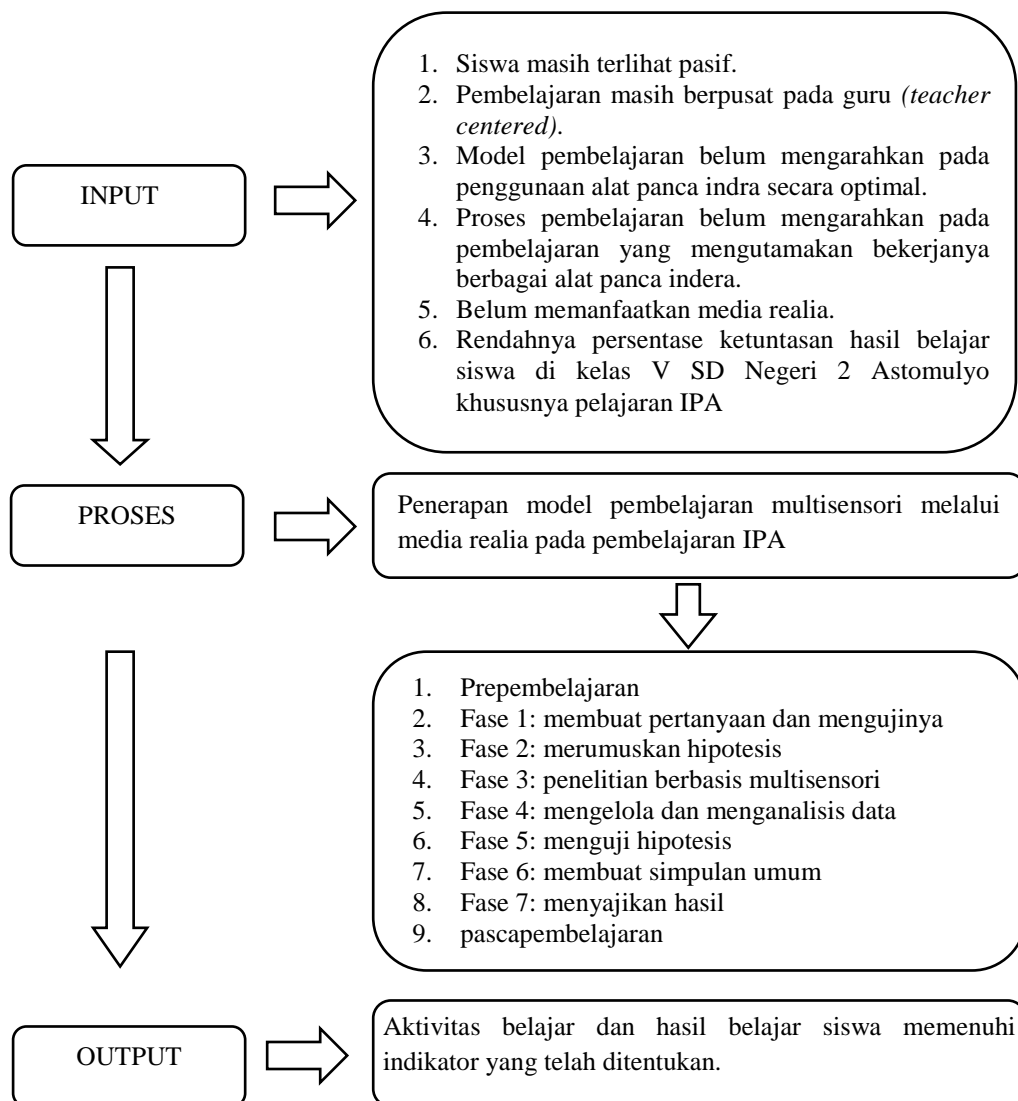 INPUT
1. Siswa masih terlihat pasif.
2. Pembelajaran masih berpusat pada guru (teacher
centered).
3. Model pembelajaran belum mengarahkan pada
penggunaan alat panca indra secara optimal.
4. Proses pembelajaran belum mengarahkan pada
pembelajaran yang mengutamakan bekerjanya
berbagai alat panca indera.
5. Belum memanfaatkan media realia.
6. Rendahnya persentase ketuntasan hasil belajar
siswa di kelas V SD Negeri 2 Astomulyo
khususnya pelajaran IPA
PROSES
Penerapan model pembelajaran multisensori melalui
media realia pada pembelajaran IPA
1. Prepembelajaran
2. Fase 1: membuat pertanyaan dan mengujinya
3. Fase 2: merumuskan hipotesis
4. Fase 3: penelitian berbasis multisensori
5. Fase 4: mengelola dan menganalisis data
6. Fase 5: menguji hipotesis
7. Fase 6: membuat simpulan umum
8. Fase 7: menyajikan hasil
9. pascapembelajaran
OUTPUT
Aktivitas belajar dan hasil belajar siswa memenuhi
indikator yang telah ditentukan.